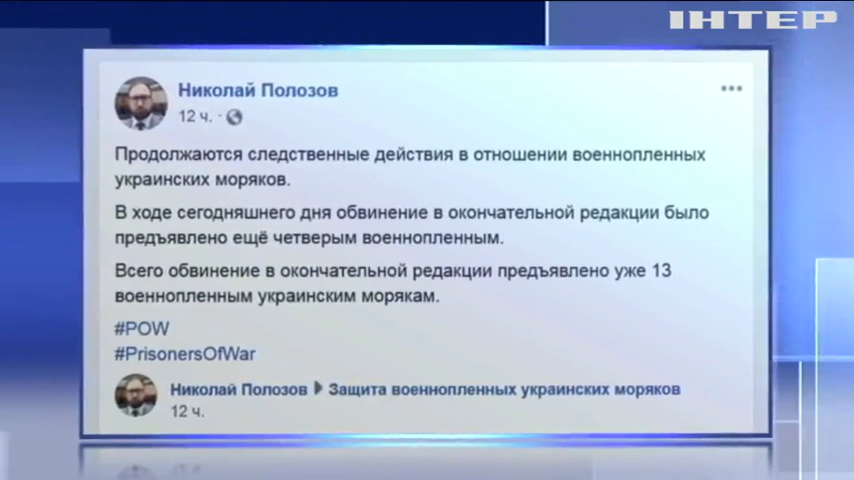 ІНТЕР
Николай Полозов
12 ч. ·
Продолжаются следственные действия в отношении военнопленных
украинских моряков.
В ходе сегодняшнего дня обвинение в окончательной редакции было
предъявлено ещё четверым военнопленным.
Всего обвинение в окончательной редакции предъявлено уже 13
военнопленным украинским морякам.
#POW
#PrisonersOfWar
Николай Полозов Защита военнопленных украинских моряков
12 ч.